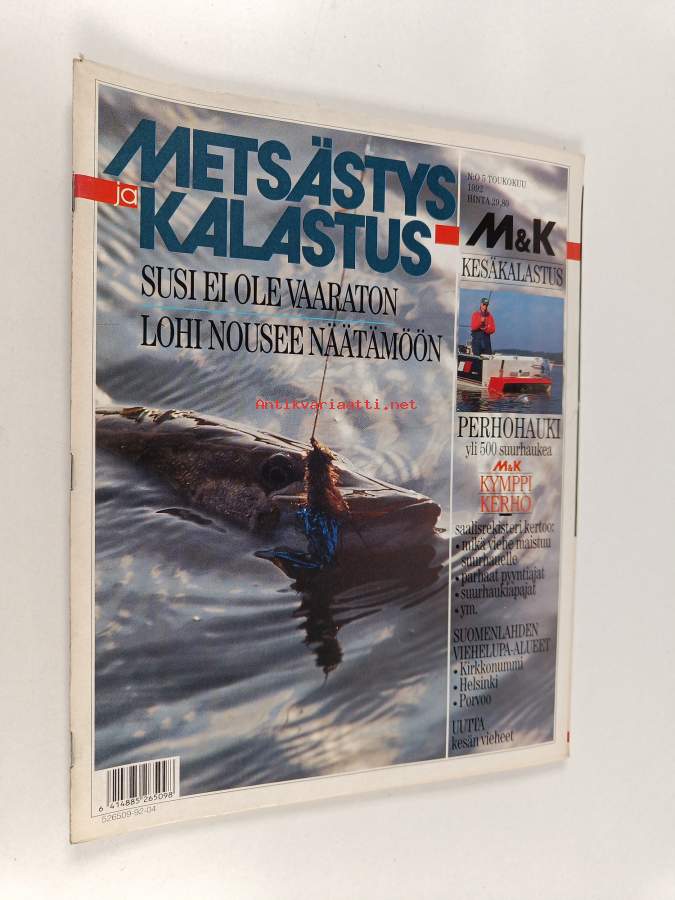 METSÄSTYS
ja
KALASTUS
SUSI EI OLE VAARATON
LOHI NOUSEE NÄÄTÄMÖÖN
N:O 5 TOUKOKUU
1992
HINTA 29,80
M&K
KESÄKALASTUS
PERHOHAUKI
yli 500 suurhaukea
M&K
KYMPPI
KERHO
saalisrekisteri kertoo:
• mikä viehe maistuu
suurhauelle
• parhaat pyyntiajat
• suurhaukiapajat
• ym.
SUOMENLAHDEN
VIEHELUPA-ALUEET
• Kirkkonummi
• Helsinki
• Porvoo
UUTTA
kesän vieheet
Antikvariaatti.net
6 414885 265098
526509-92-04